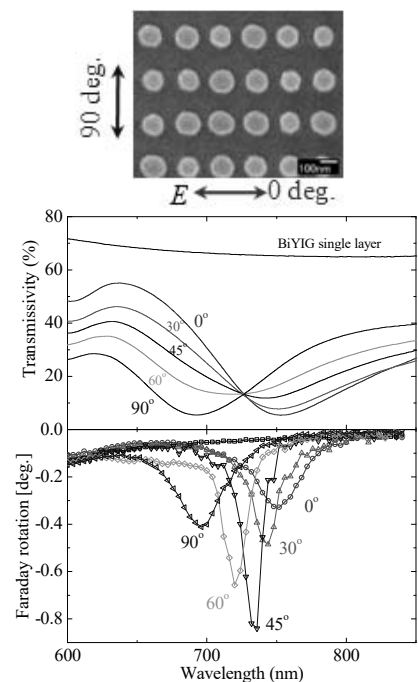 90 deg.
100nm
E 0 deg.
Transmissivity (%)
80
60
40
20
BiYIG single layer
0°
30°
45°
60°
90°
Faraday rotation [deg.]
0.0
-0.2
-0.4
-0.6
-0.8
0°
90°
30°
60°
45°
600 700 800
Wavelength (nm)